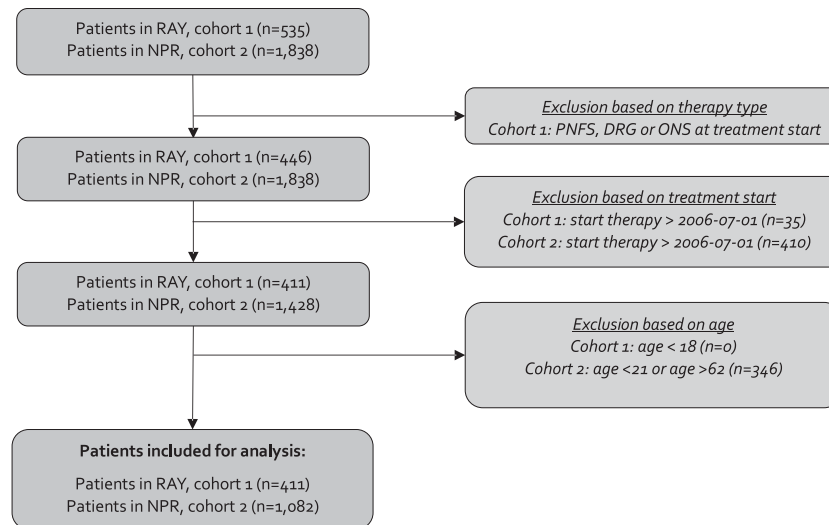 Patients in RAY, cohort 1 (n=535)
Patients in NPR, cohort 2 (n=1,838)
Exclusion based on therapy type
Cohort 1: PNFS, DRG or ONS at treatment start
Patients in RAY, cohort 1 (n=446)
Patients in NPR, cohort 2 (n=1,838)
Exclusion based on treatment start
Cohort 1: start therapy > 2006-07-01 (n=35)
Cohort 2: start therapy > 2006-07-01 (n=410)
Patients in RAY, cohort 1 (n=411)
Patients in NPR, cohort 2 (n=1,428)
Exclusion based on age
Cohort 1: age < 18 (n=0)
Cohort 2: age <21 or age >62 (n=346)
Patients included for analysis:
Patients in RAY, cohort 1 (n=411)
Patients in NPR, cohort 2 (n=1,082)